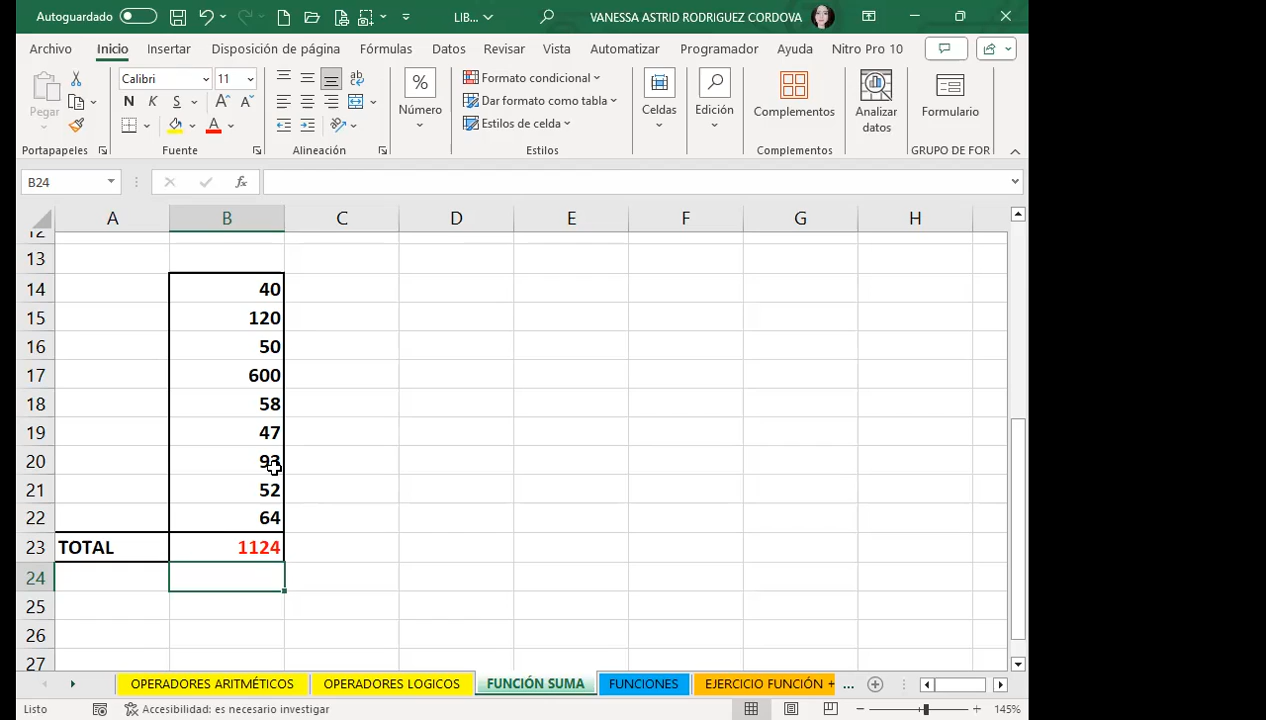 Autoguardado LIB... VANESSA ASTRID RODRIGUEZ CORDOVA
Archivo Inicio Insertar Disposición de página Fórmulas Datos Revisar Vista Automatizar Programador Ayuda Nitro Pro 10
Pegar Calibri 11 Número Formato condicional Celdas Edición Complementos Analizar datos Formulario
N K S Dar formato como tabla
Estilos de celda
Portapapeles Fuente Alineación Estilos Complementos GRUPO DE FOR
B24 fx
A B C D E F G H
12
13
14 40
15 120
16 50
17 600
18 58
19 47
20 93
21 52
22 64
23 TOTAL 1124
24
25
26
27
OPERADORES ARITMÉTICOS OPERADORES LOGICOS FUNCIÓN SUMA FUNCIONES EJERCICIO FUNCIÓN + ...
Listo Accesibilidad: es necesario investigar 145%